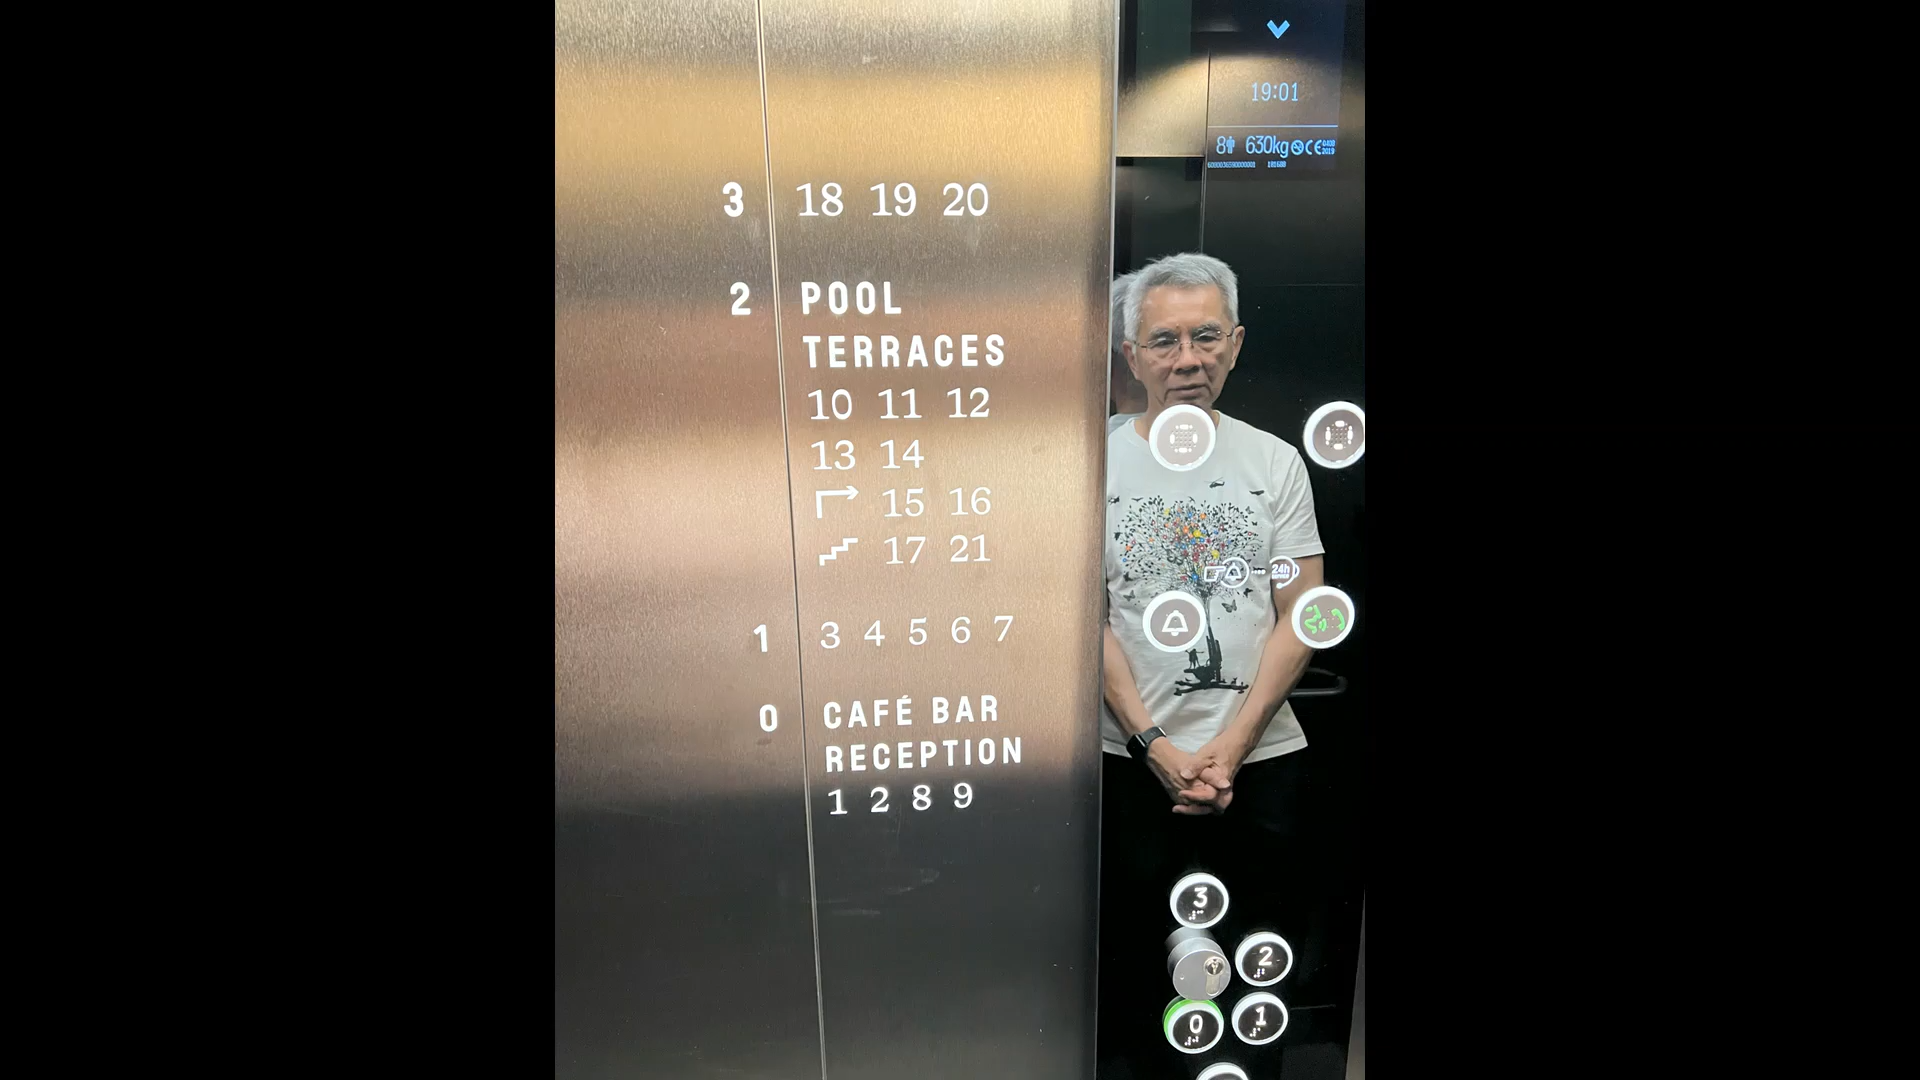 19:01
8 630kg CE
3 18 19 20
2 POOL
TERRACES
10 11 12
13 14
15 16
17 21
1 3 4 5 6 7
0 CAFÉ BAR
RECEPTION
1 2 8 9
24h
3
2
0 1